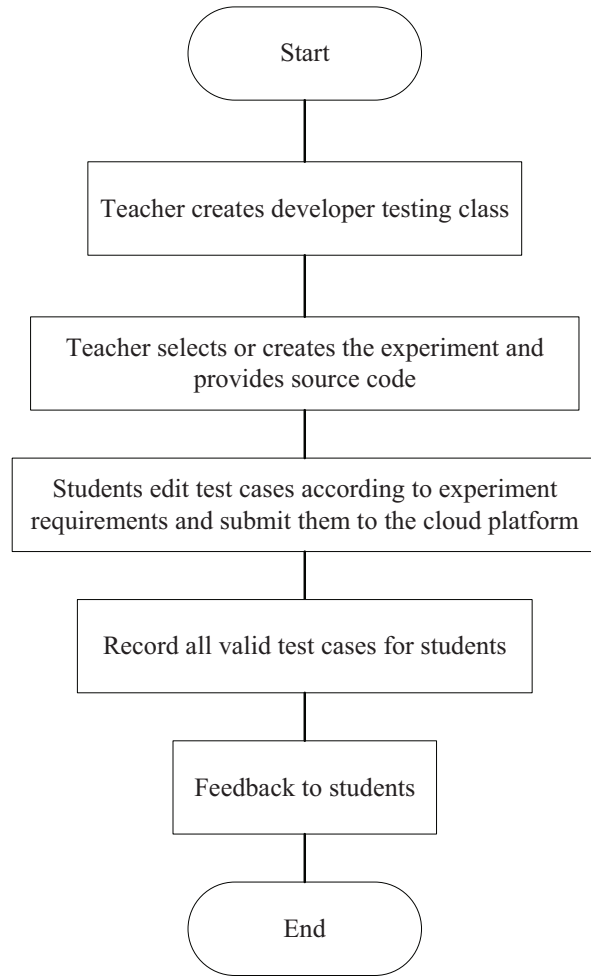 Start
Teacher creates developer testing class
Teacher selects or creates the experiment and
provides source code
Students edit test cases according to experiment
requirements and submit them to the cloud platform
Record all valid test cases for students
Feedback to students
End